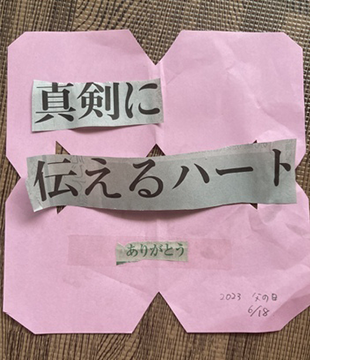 真剣に
伝えるハート
ありがとう
2023 父の日
6/18